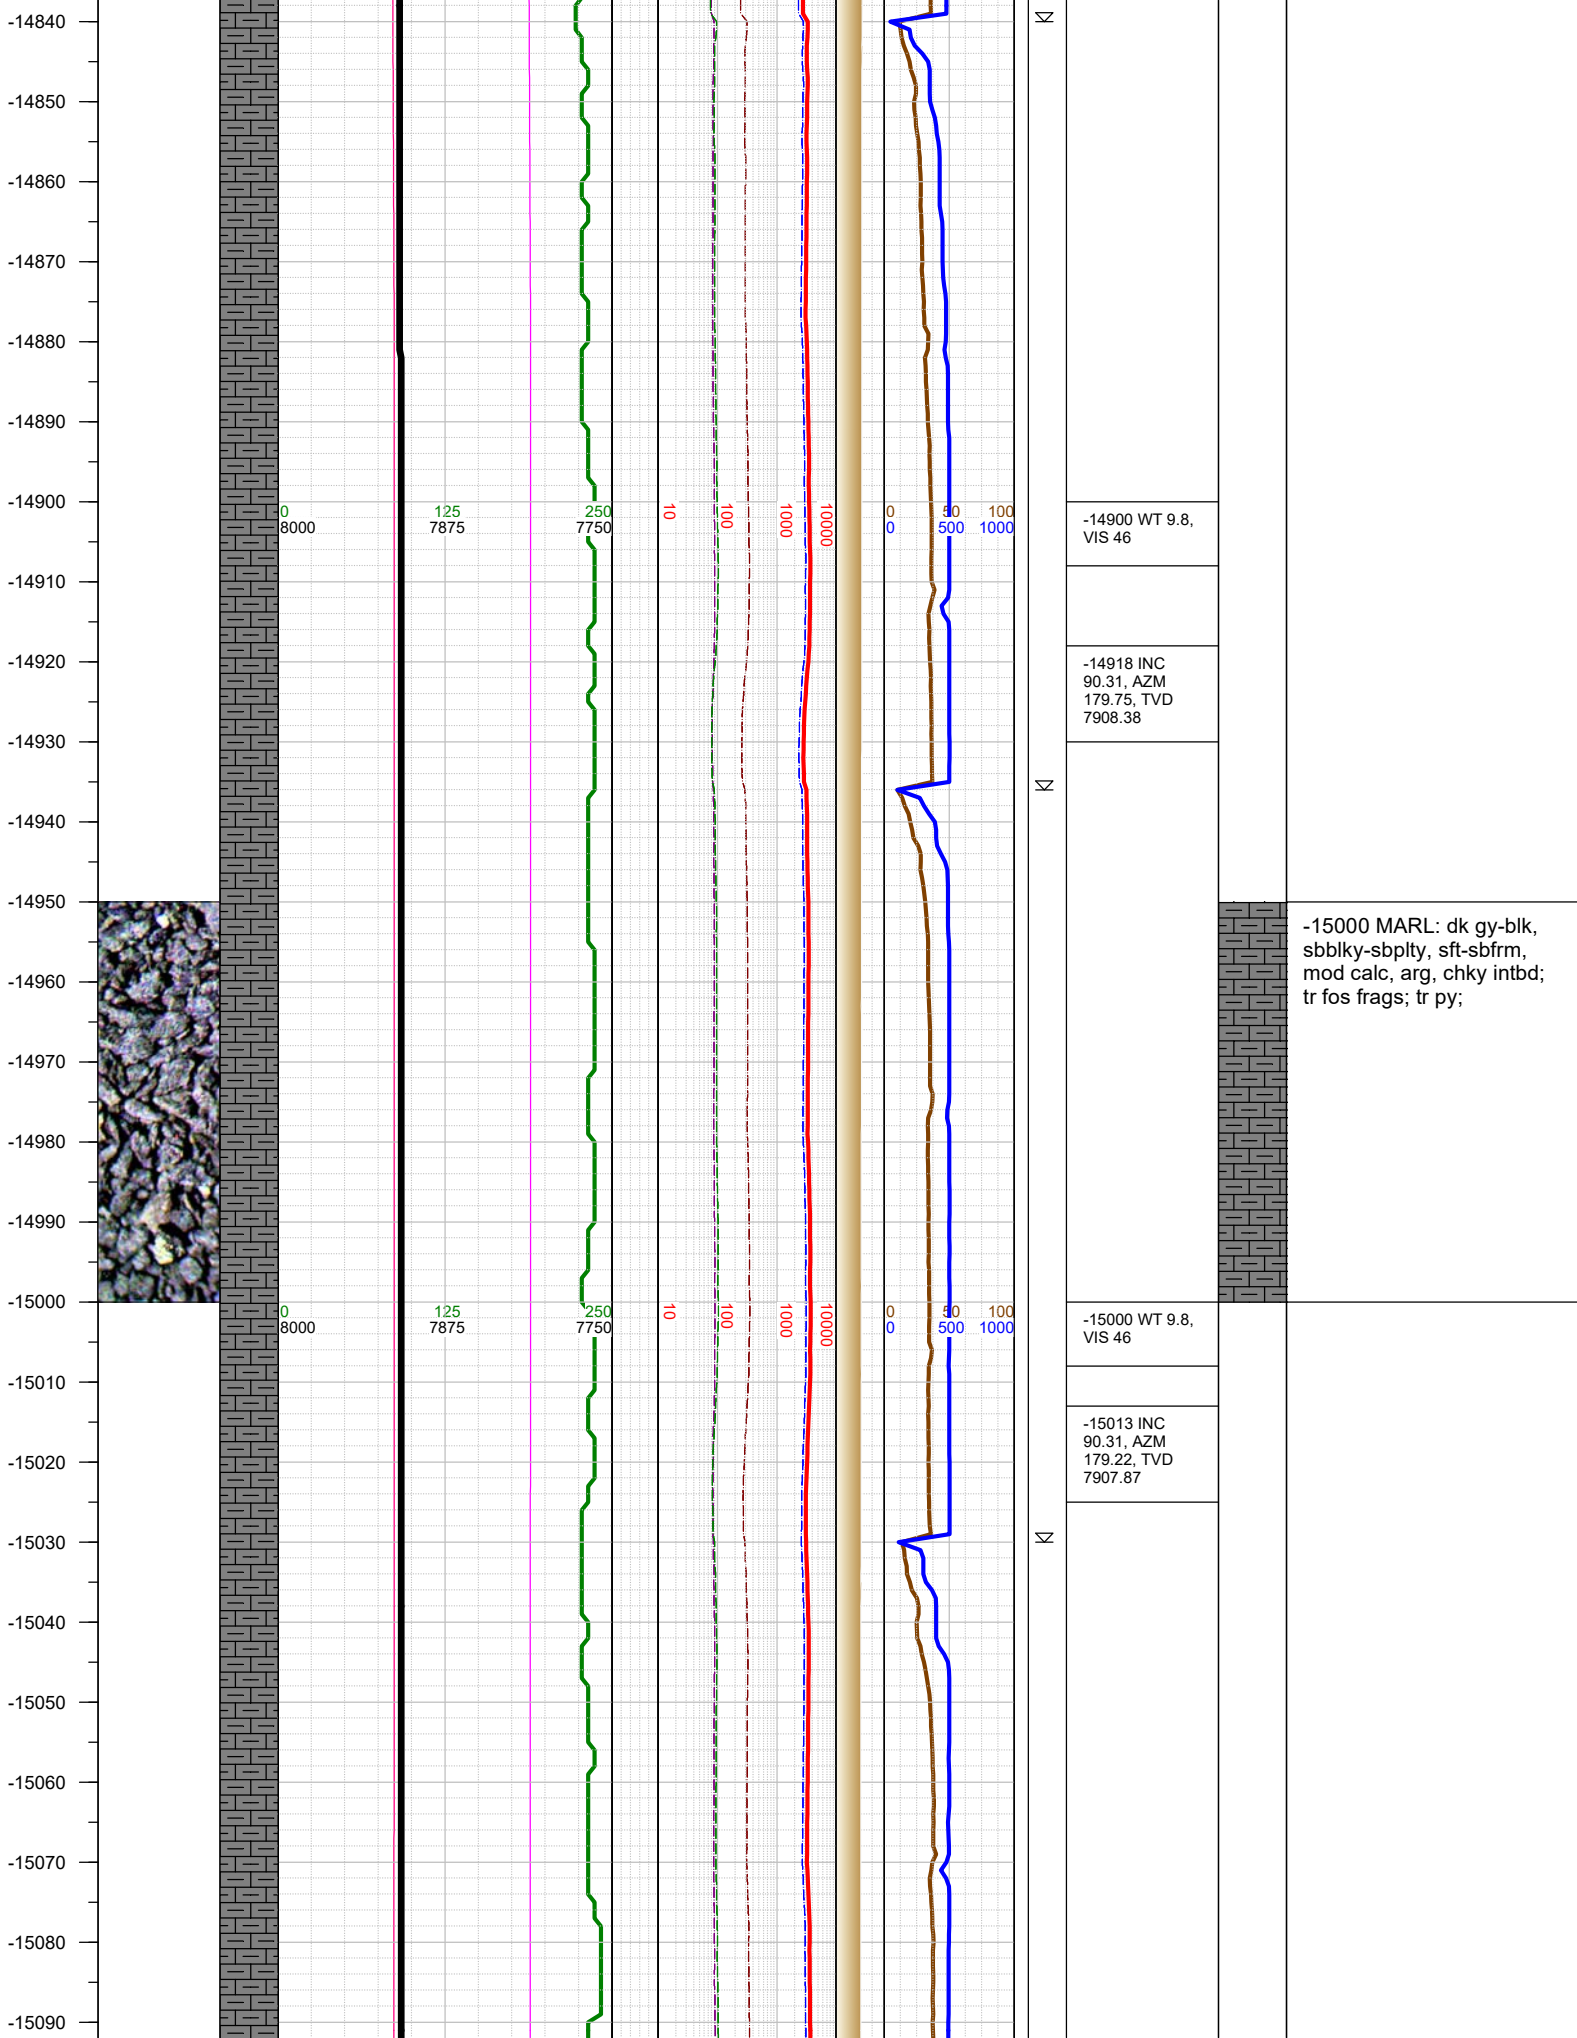 -14840
-14850
-14860
-14870
-14880
-14890
-14900
0 125 250
8000 7875 7750
10 100 1000 10000
0 50 100
0 500 1000
-14900 WT 9.8,
VIS 46
-14910
-14920
-14918 INC
90.31, AZM
179.75, TVD
7908.38
-14930
-14940
-14950
-15000 MARL: dk gy-blk,
sbblky-sbplty, sft-sbfrm,
mod calc, arg, chky intbd;
tr fos frags; tr py;
-14960
-14970
-14980
-14990
-15000
0 125 250
8000 7875 7750
10 100 1000 10000
0 50 100
0 500 1000
-15000 WT 9.8,
VIS 46
-15010
-15013 INC
90.31, AZM
179.22, TVD
7907.87
-15020
-15030
-15040
-15050
-15060
-15070
-15080
-15090